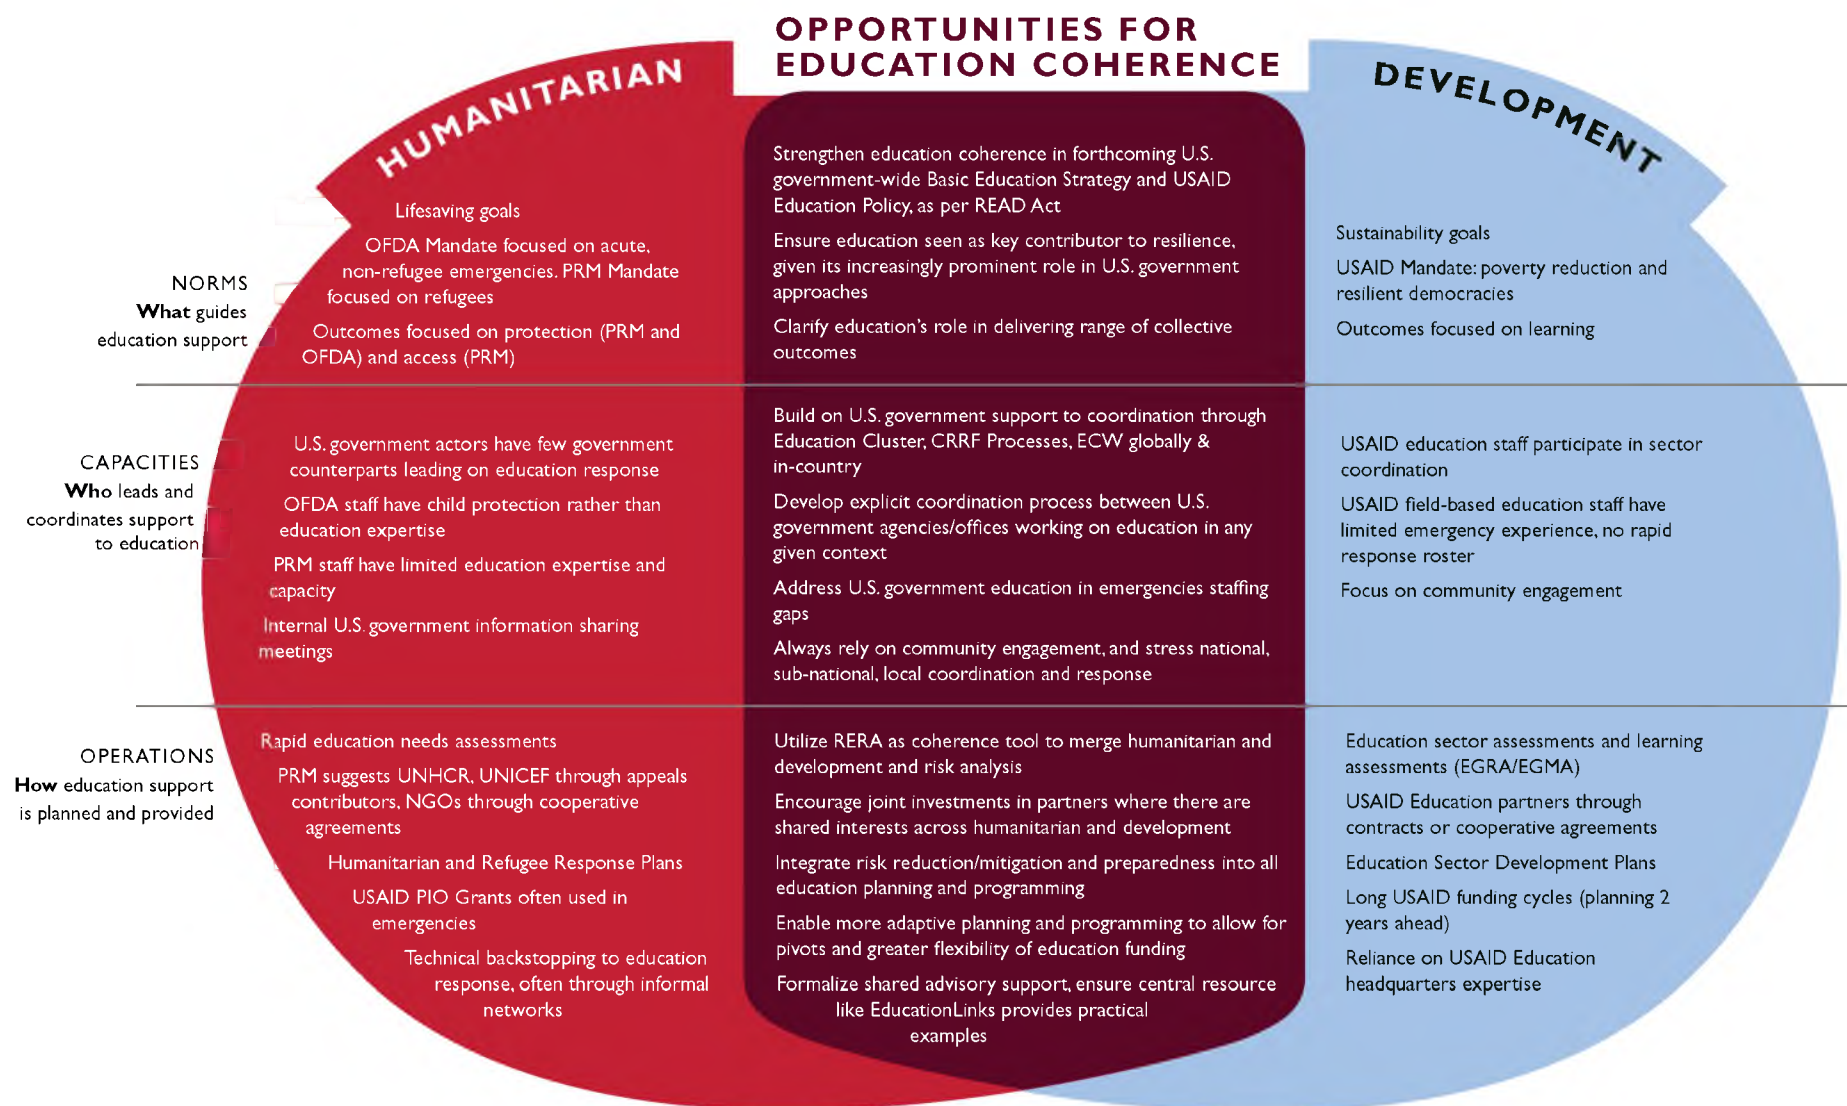 OPPORTUNITIES FOR
EDUCATION COHERENCE
HUMANITARIAN
DEVELOPMENT
NORMS
What guides
education support
Lifesaving goals
OFDA Mandate focused on acute,
non-refugee emergencies. PRM Mandate
focused on refugees
Outcomes focused on protection (PRM and
OFDA) and access (PRM)
Strengthen education coherence in forthcoming U.S.
government-wide Basic Education Strategy and USAID
Education Policy, as per READ Act
Ensure education seen as key contributor to resilience,
given its increasingly prominent role in U.S. government
approaches
Clarify education's role in delivering range of collective
outcomes
Sustainability goals
USAID Mandate: poverty reduction and
resilient democracies
Outcomes focused on learning
CAPACITIES
Who leads and
coordinates support
to education
U.S. government actors have few government
counterparts leading on education response
OFDA staff have child protection rather than
education expertise
PRM staff have limited education expertise and
capacity
Internal U.S. government information sharing
meetings
Build on U.S. government support to coordination through
Education Cluster, CRRF Processes, ECW globally &
in-country
Develop explicit coordination process between U.S.
government agencies/offices working on education in any
given context
Address U.S. government education in emergencies staffing
gaps
Always rely on community engagement, and stress national,
sub-national, local coordination and response
USAID education staff participate in sector
coordination
USAID field-based education staff have
limited emergency experience, no rapid
response roster
Focus on community engagement
OPERATIONS
How education support
is planned and provided
Rapid education needs assessments
PRM suggests UNHCR, UNICEF through appeals
contributors, NGOs through cooperative
agreements
Humanitarian and Refugee Response Plans
USAID PIO Grants often used in
emergencies
Technical backstopping to education
response, often through informal
networks
Utilize RERA as coherence tool to merge humanitarian and
development and risk analysis
Encourage joint investments in partners where there are
shared interests across humanitarian and development
Integrate risk reduction/mitigation and preparedness into all
education planning and programming
Enable more adaptive planning and programming to allow for
pivots and greater flexibility of education funding
Formalize shared advisory support, ensure central resource
like EducationLinks provides practical
examples
Education sector assessments and learning
assessments (EGRA/EGMA)
USAID Education partners through
contracts or cooperative agreements
Education Sector Development Plans
Long USAID funding cycles (planning 2
years ahead)
Reliance on USAID Education
headquarters expertise